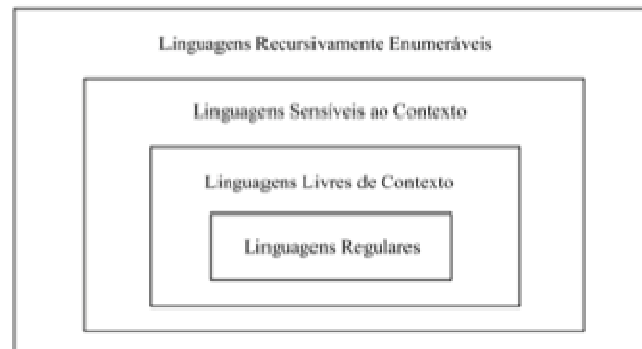 Linguagens Recursivamente Enumeráveis
Linguagens Sensíveis ao Contexto
Linguagens Livres de Contexto
Linguagens Regulares